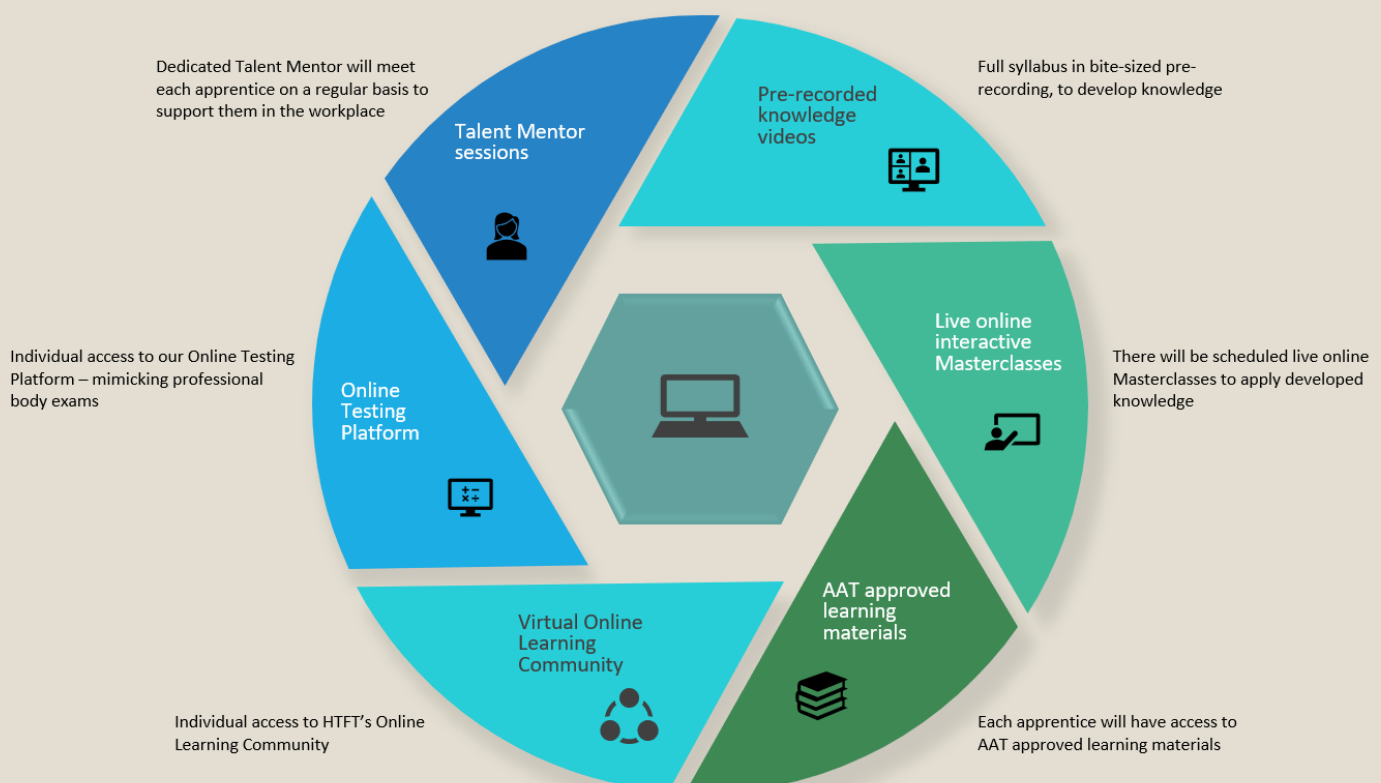 Dedicated Talent Mentor will meet
each apprentice on a regular basis to
support them in the workplace
Talent Mentor
sessions
Pre-recorded
knowledge
videos
Full syllabus in bite-sized pre-
recording, to develop knowledge
Individual access to our Online Testing
Platform – mimicking professional
body exams
Online
Testing
Platform
Live online
interactive
Masterclasses
There will be scheduled live online
Masterclasses to apply developed
knowledge
Individual access to HTFT’s Online
Learning Community
Virtual Online
Learning
Community
AAT approved
learning
materials
Each apprentice will have access to
AAT approved learning materials